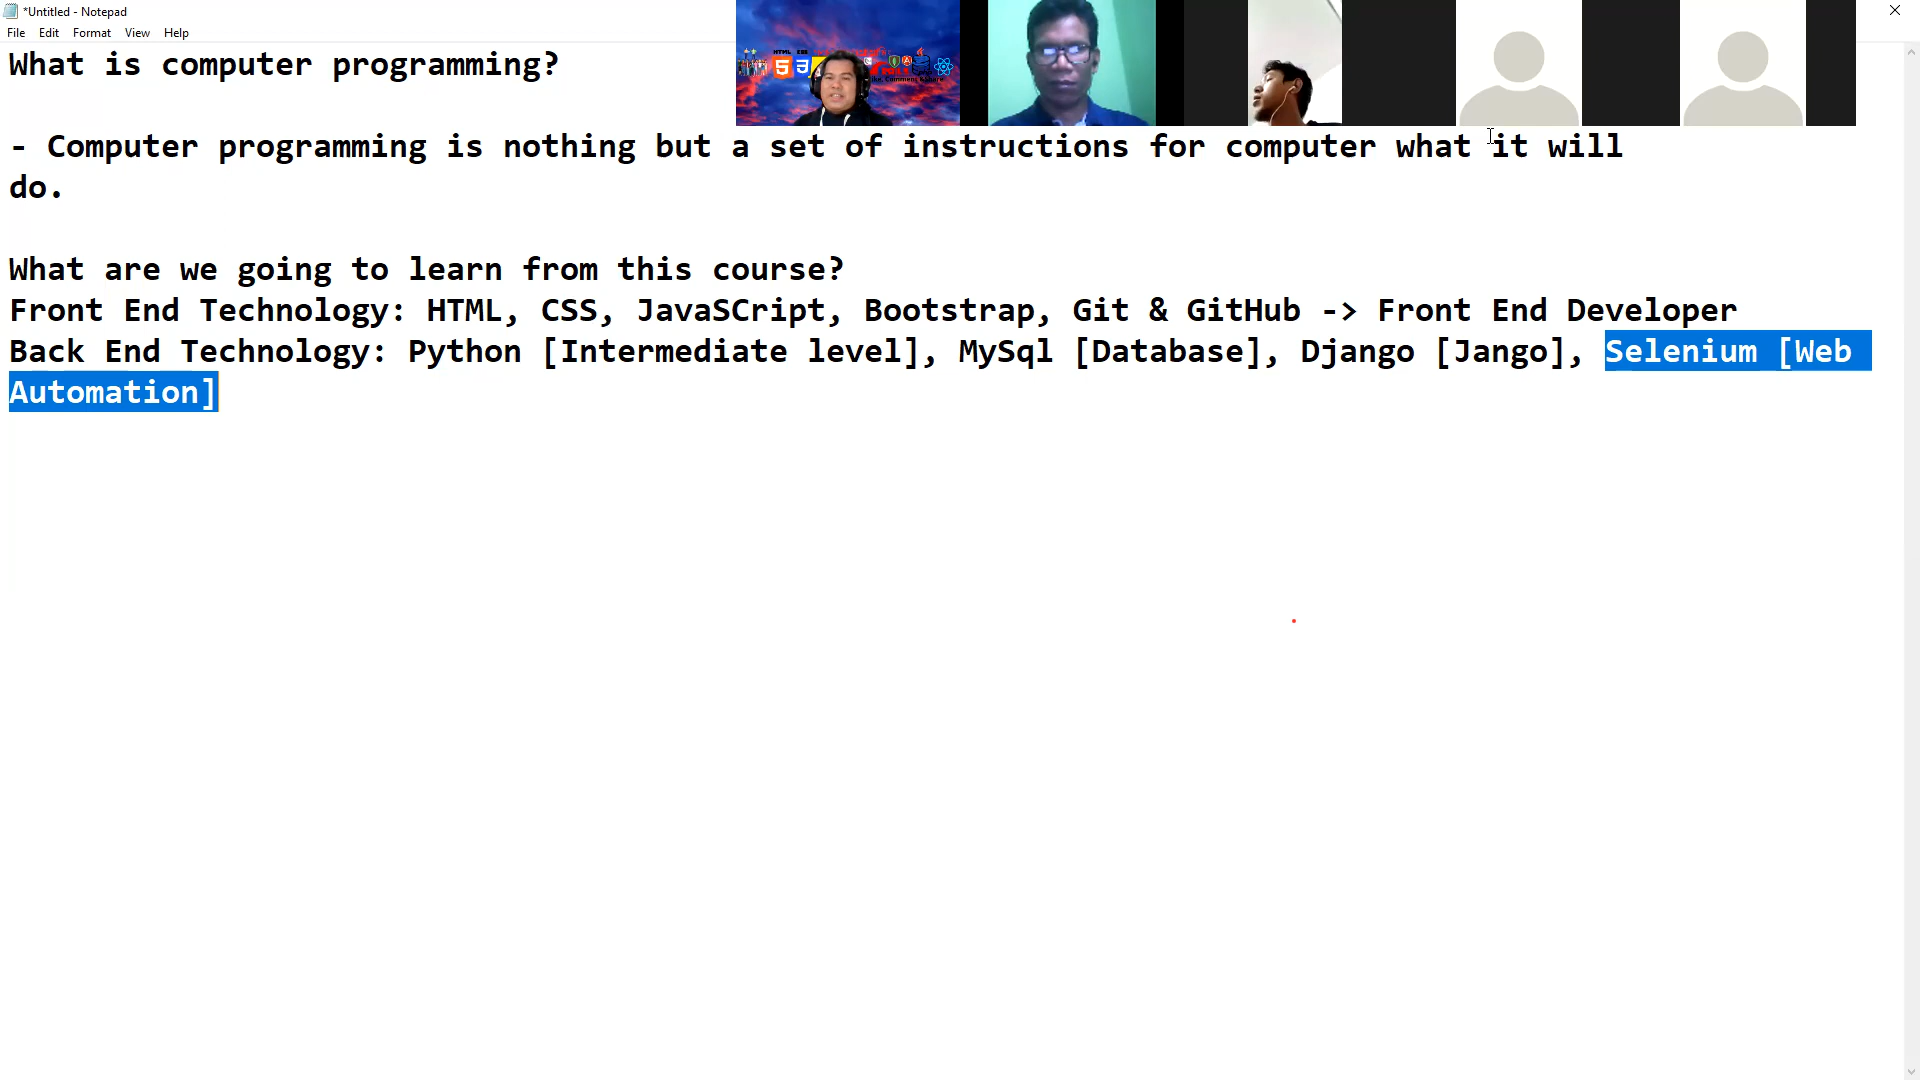 *Untitled - Notepad
File Edit Format View Help
What is computer programming?
- Computer programming is nothing but a set of instructions for computer what it will
do.
What are we going to learn from this course?
Front End Technology: HTML, CSS, JavaSCript, Bootstrap, Git & GitHub -> Front End Developer
Back End Technology: Python [Intermediate level], MySql [Database], Django [Jango], Selenium [Web
Automation]